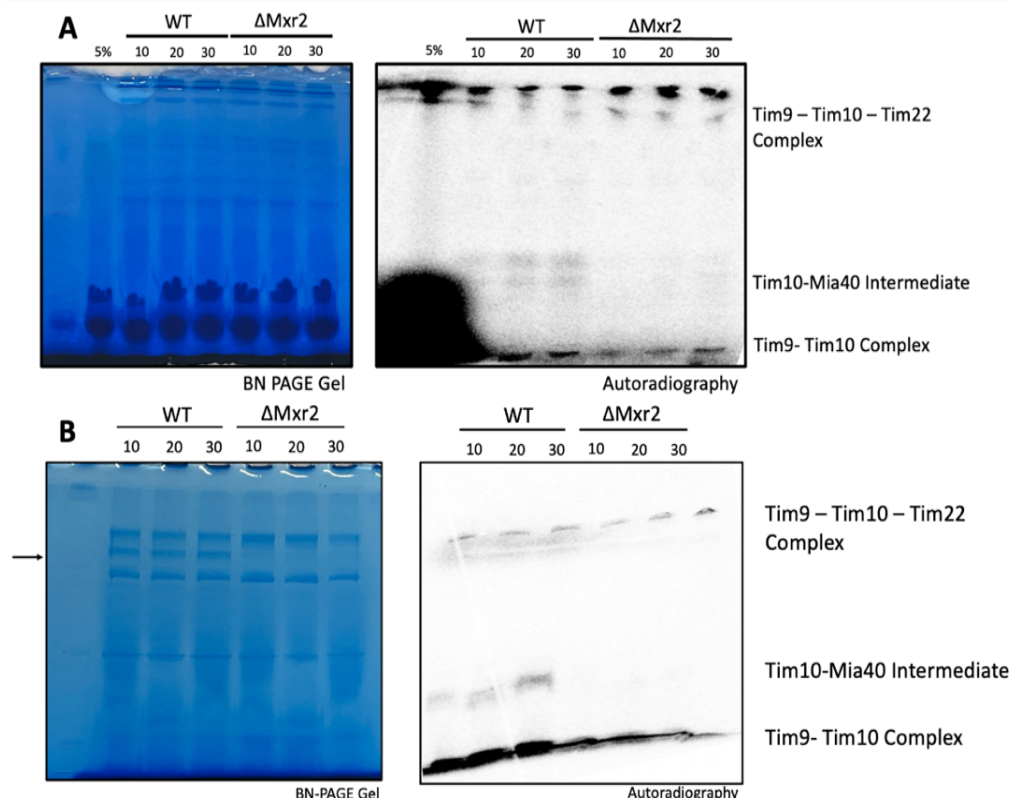 A
WT ΔMxr2
5% 10 20 30 10 20 30
WT ΔMxr2
5% 10 20 30 10 20 30
Tim9 – Tim10 – Tim22
Complex
Tim10-Mia40 Intermediate
Tim9- Tim10 Complex
BN PAGE Gel
Autoradiography
B
WT ΔMxr2
10 20 30 10 20 30
WT ΔMxr2
10 20 30 10 20 30
Tim9 – Tim10 – Tim22
Complex
Tim10-Mia40 Intermediate
Tim9- Tim10 Complex
BN-PAGE Gel
Autoradiography